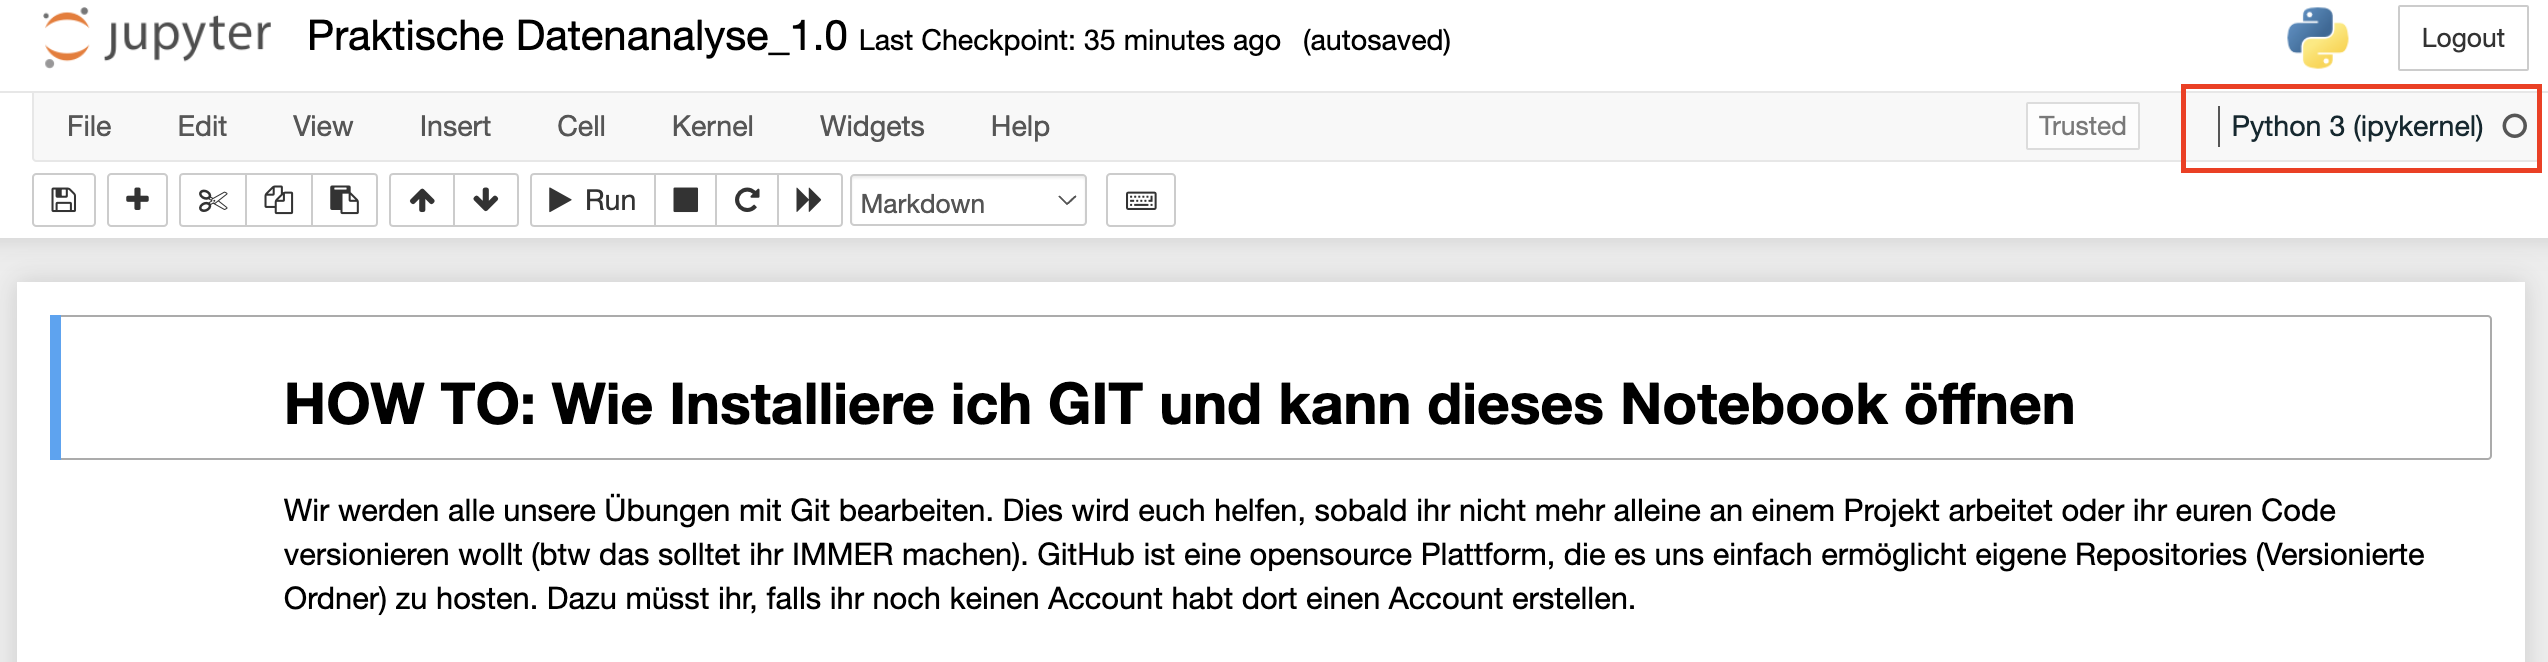 jupyter Praktische Datenanalyse_1.0 Last Checkpoint: 35 minutes ago (autosaved) Logout
File Edit View Insert Cell Kernel Widgets Help Trusted Python 3 (ipykernel)
Run Markdown
HOW TO: Wie Installiere ich GIT und kann dieses Notebook öffnen
Wir werden alle unsere Übungen mit Git bearbeiten. Dies wird euch helfen, sobald ihr nicht mehr alleine an einem Projekt arbeitet oder ihr euren Code
versionieren wollt (btw das solltet ihr IMMER machen). GitHub ist eine opensource Plattform, die es uns einfach ermöglicht eigene Repositories (Versionierte
Ordner) zu hosten. Dazu müsst ihr, falls ihr noch keinen Account habt dort einen Account erstellen.